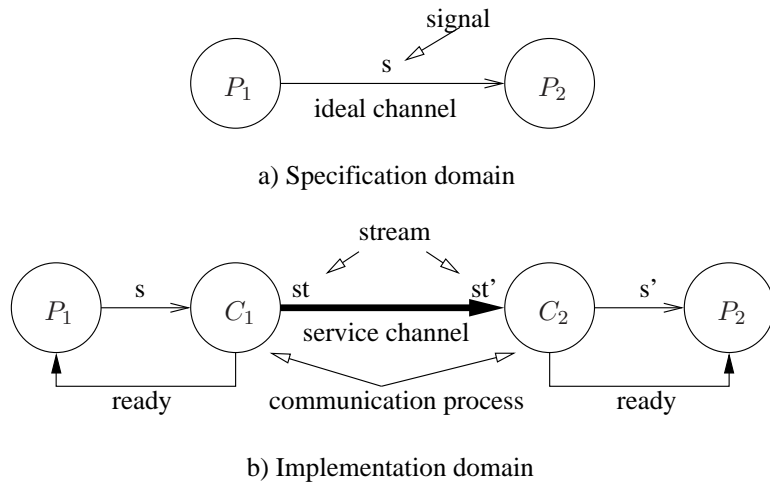 signal
s
P1
P2
ideal channel
a) Specification domain
stream
s
st
st'
s'
P1
C1
C2
P2
service channel
ready
communication process
ready
b) Implementation domain